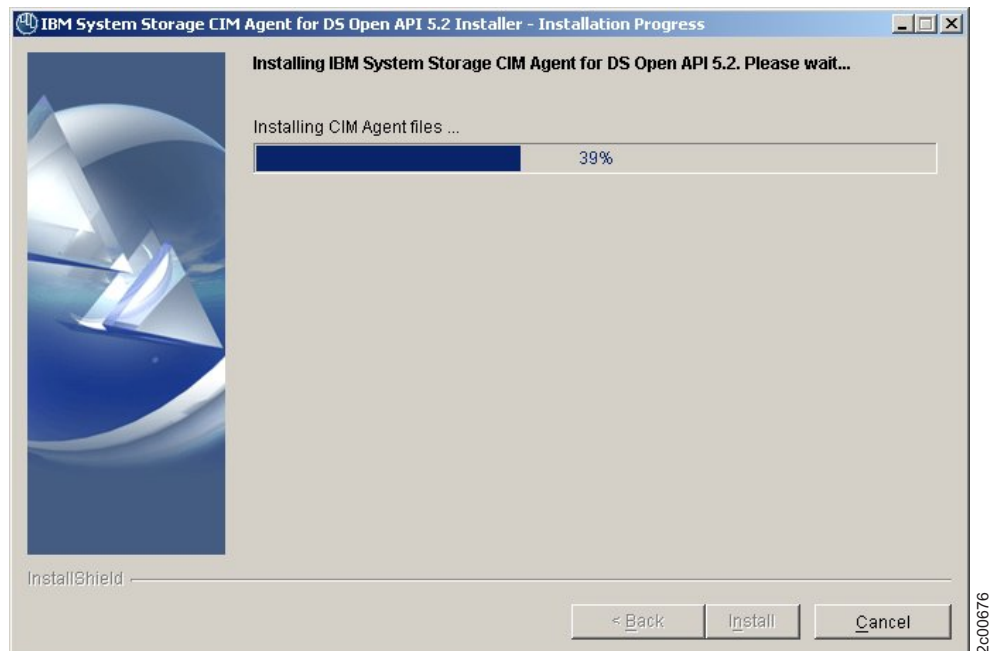 IBM System Storage CIM Agent for DS Open API 5.2 Installer - Installation Progress
Installing IBM System Storage CIM Agent for DS Open API 5.2. Please wait...
Installing CIM Agent files ...
39%
InstallShield
< Back Install Cancel
2c00676